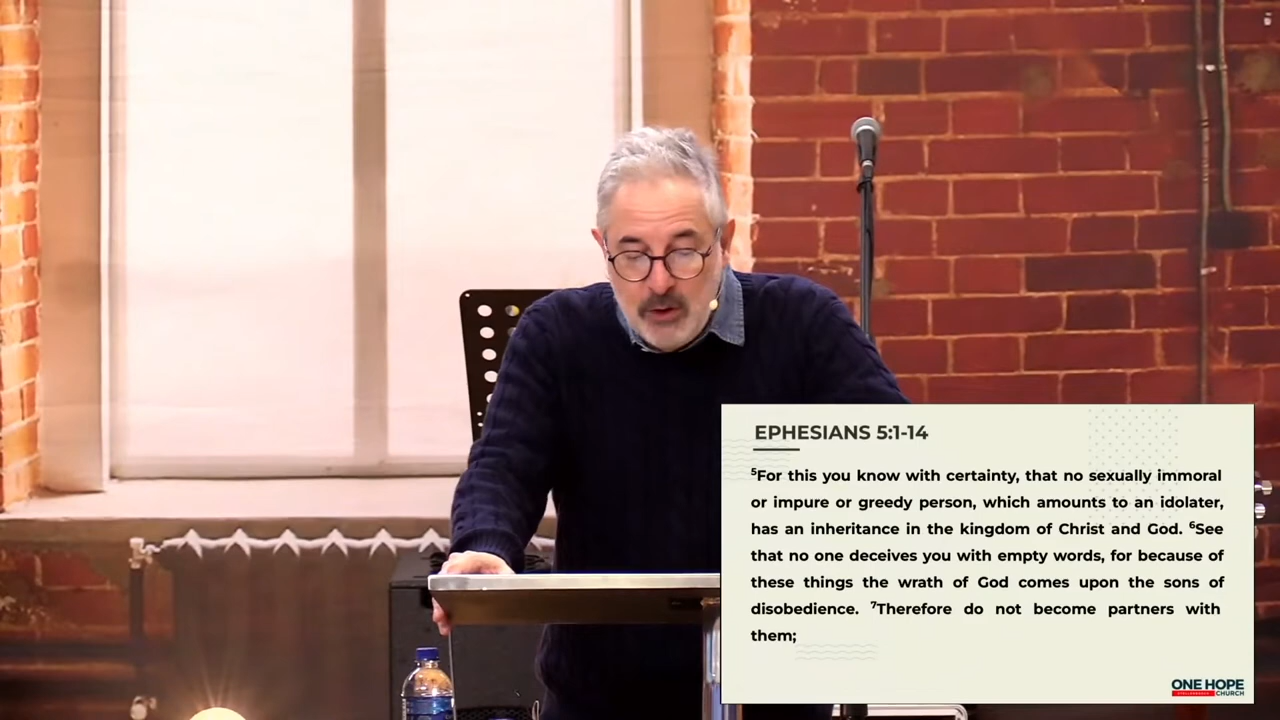 EPHESIANS 5:1-14
⁵For this you know with certainty, that no sexually immoral
or impure or greedy person, which amounts to an idolater,
has an inheritance in the kingdom of Christ and God. ⁶See
that no one deceives you with empty words, for because of
these things the wrath of God comes upon the sons of
disobedience. ⁷Therefore do not become partners with
them;
ONE HOPE
CHURCH